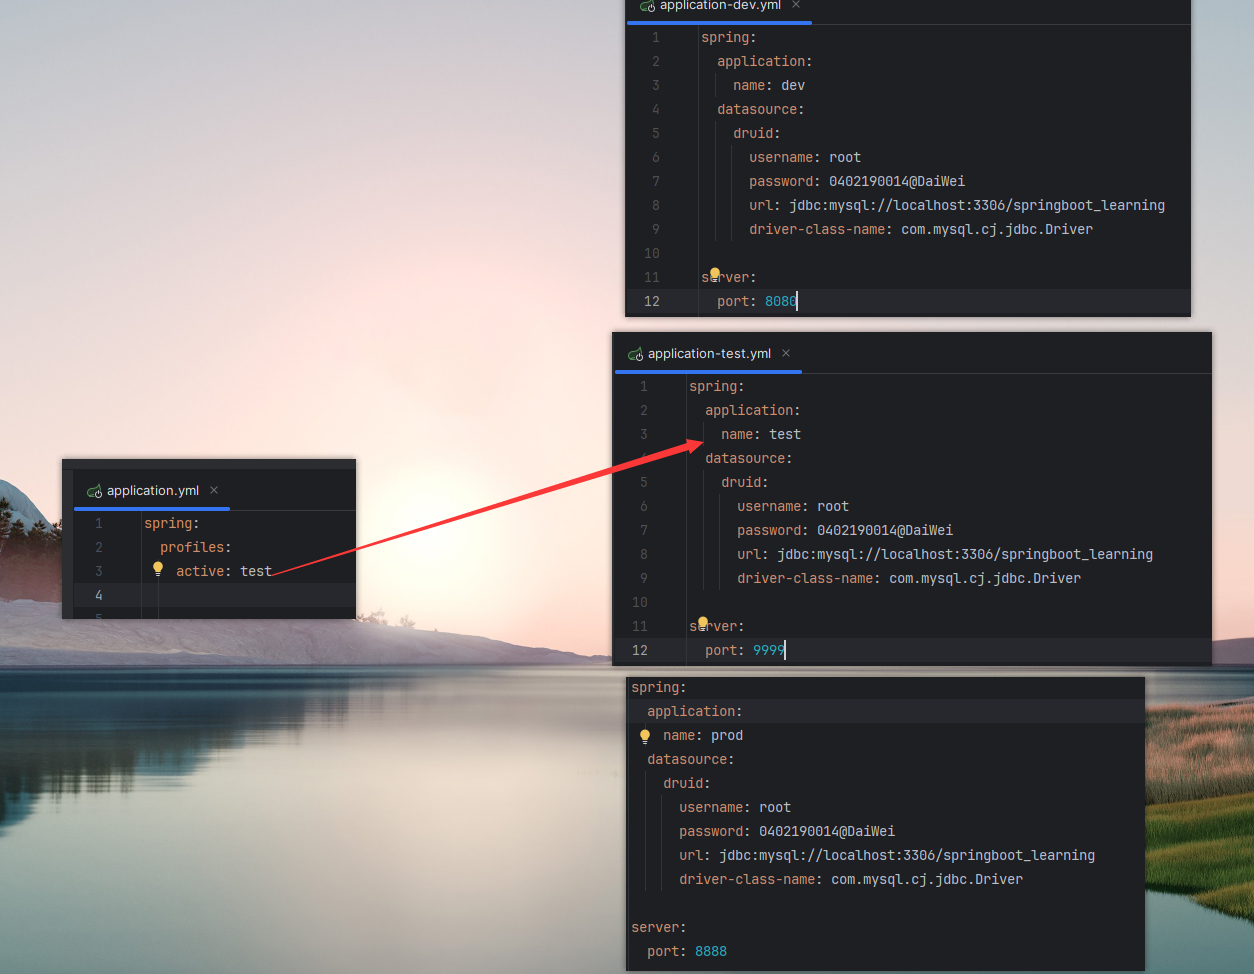 application-dev.yml ×
1 spring:
2 application:
3 name: dev
4 datasource:
5 druid:
6 username: root
7 password: 0402190014@DaiWei
8 url: jdbc:mysql://localhost:3306/springboot_learning
9 driver-class-name: com.mysql.cj.jdbc.Driver
10
11 server:
12 port: 8080
application.yml ×
1 spring:
2 profiles:
3 active: test
4
5
application-test.yml ×
1 spring:
2 application:
3 name: test
datasource:
5 druid:
6 username: root
7 password: 0402190014@DaiWei
8 url: jdbc:mysql://localhost:3306/springboot_learning
9 driver-class-name: com.mysql.cj.jdbc.Driver
10
11 server:
12 port: 9999
spring:
application:
name: prod
datasource:
druid:
username: root
password: 0402190014@DaiWei
url: jdbc:mysql://localhost:3306/springboot_learning
driver-class-name: com.mysql.cj.jdbc.Driver
server:
port: 8888